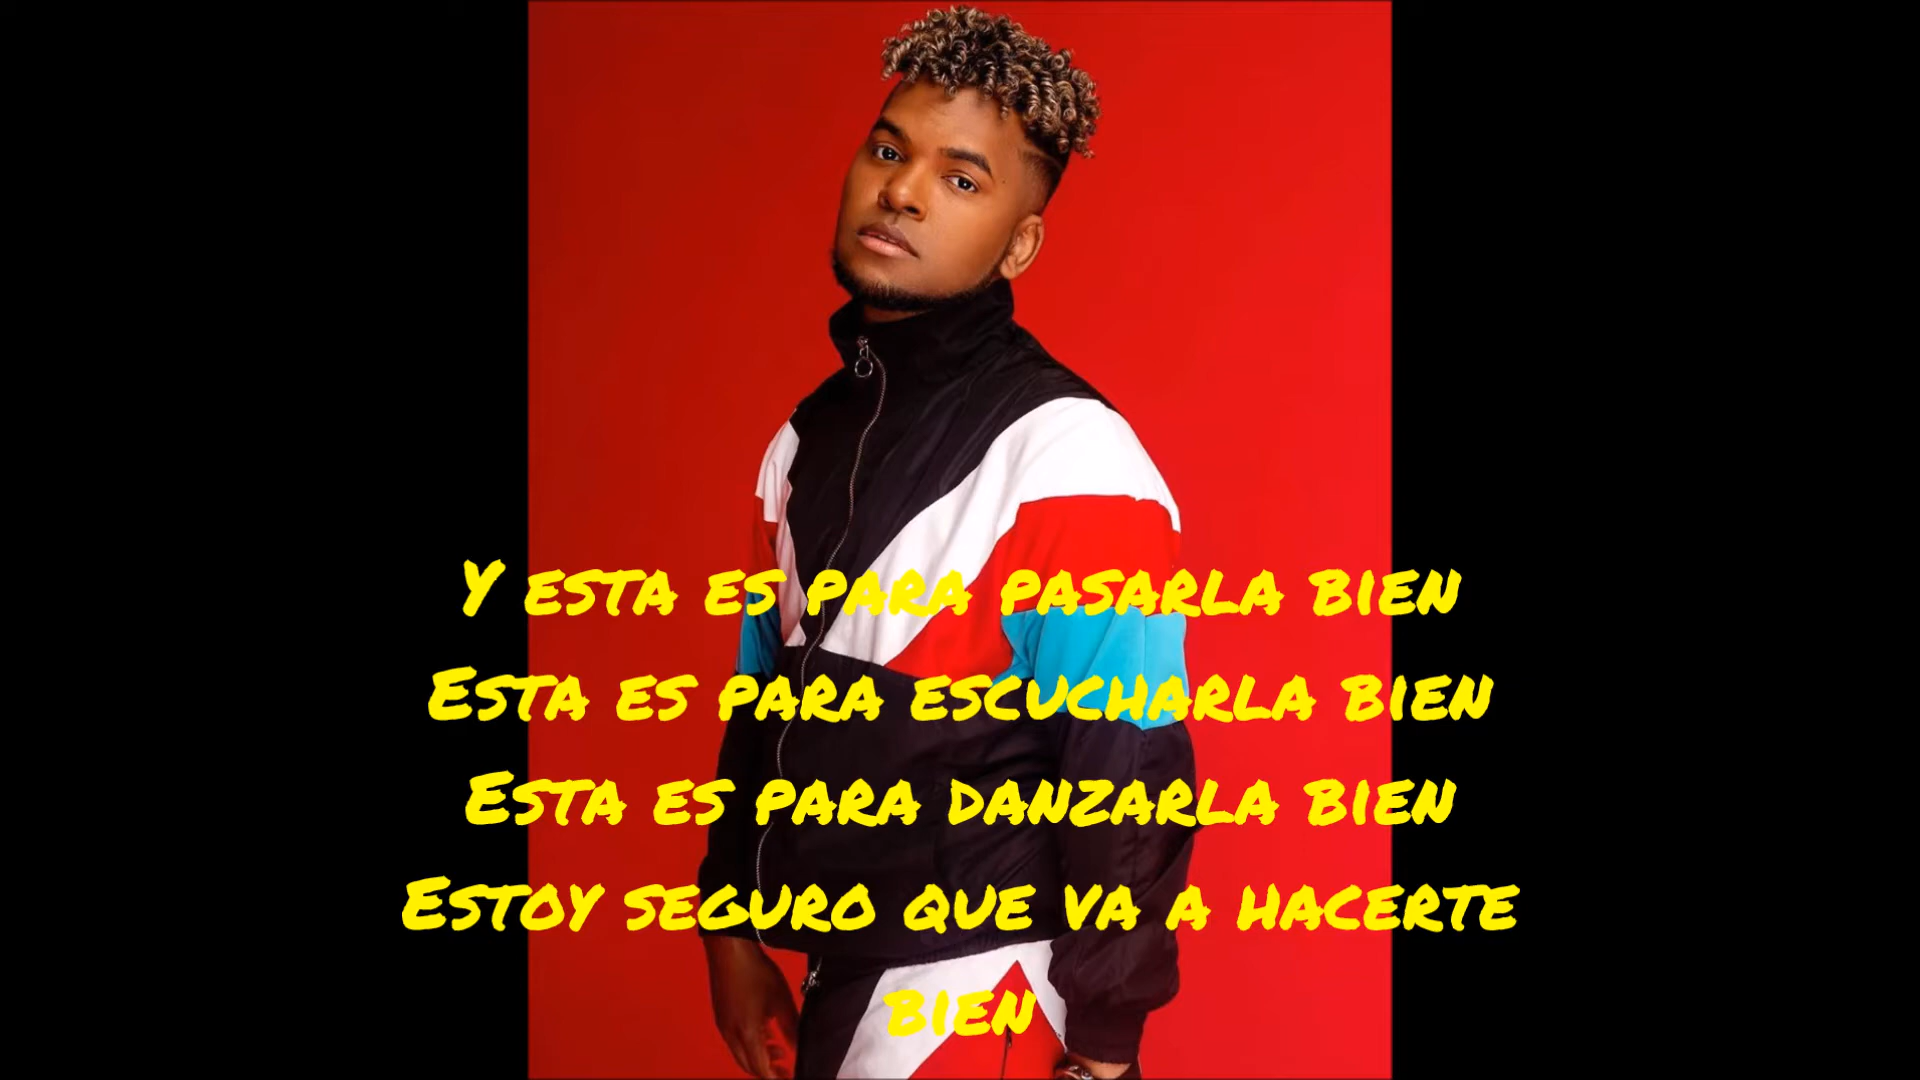 Y esta es para pasarla bien
Esta es para escucharla bien
Esta es para danzarla bien
Estoy seguro que va a hacerte
bien